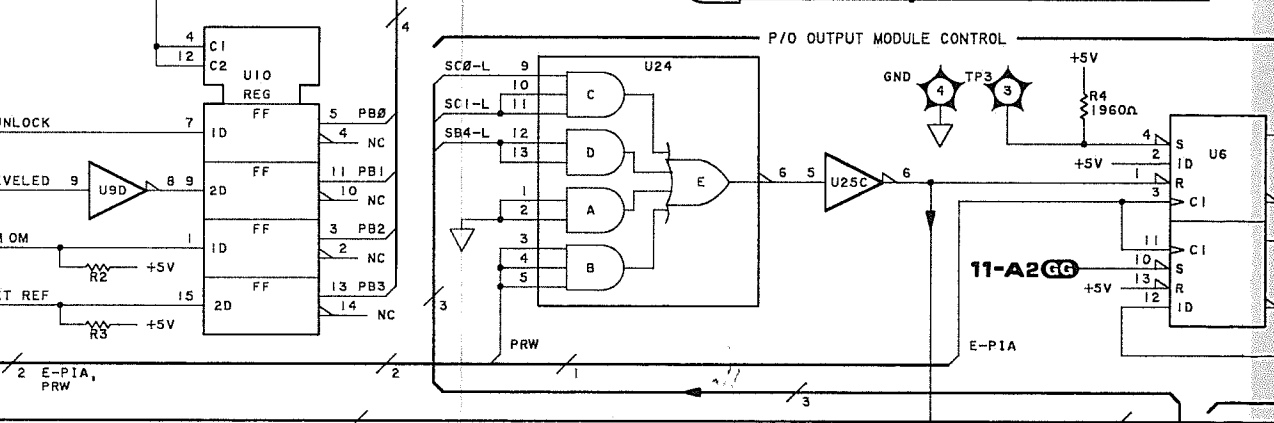 4
P/O OUTPUT MODULE CONTROL
4 C1
12 C2
U10
REG
SC0-L 9
10
SC1-L 11
C
SB4-L 12
13
D
1
2
A
3
4
5
B
U24
E
6
5 U25C 6
GND
4
TP3
3
+5V
R4
1960Ω
NLOCK 7 1D FF 5 PB0
4 NC
EVELED 9 U9D 8 9 2D FF 11 PB1
10 NC
OM 1 1D FF 3 PB2
2 NC
R2 +5V
T REF 15 2D FF 13 PB3
14 NC
R3 +5V
4 S
U6
+5V 2 1D
1 R
3 C1
11 C1
11-A2 GG 10 S
+5V 13 R
12 1D
3
PRW
E-PIA
2 E-PIA,
PRW
2
1
3